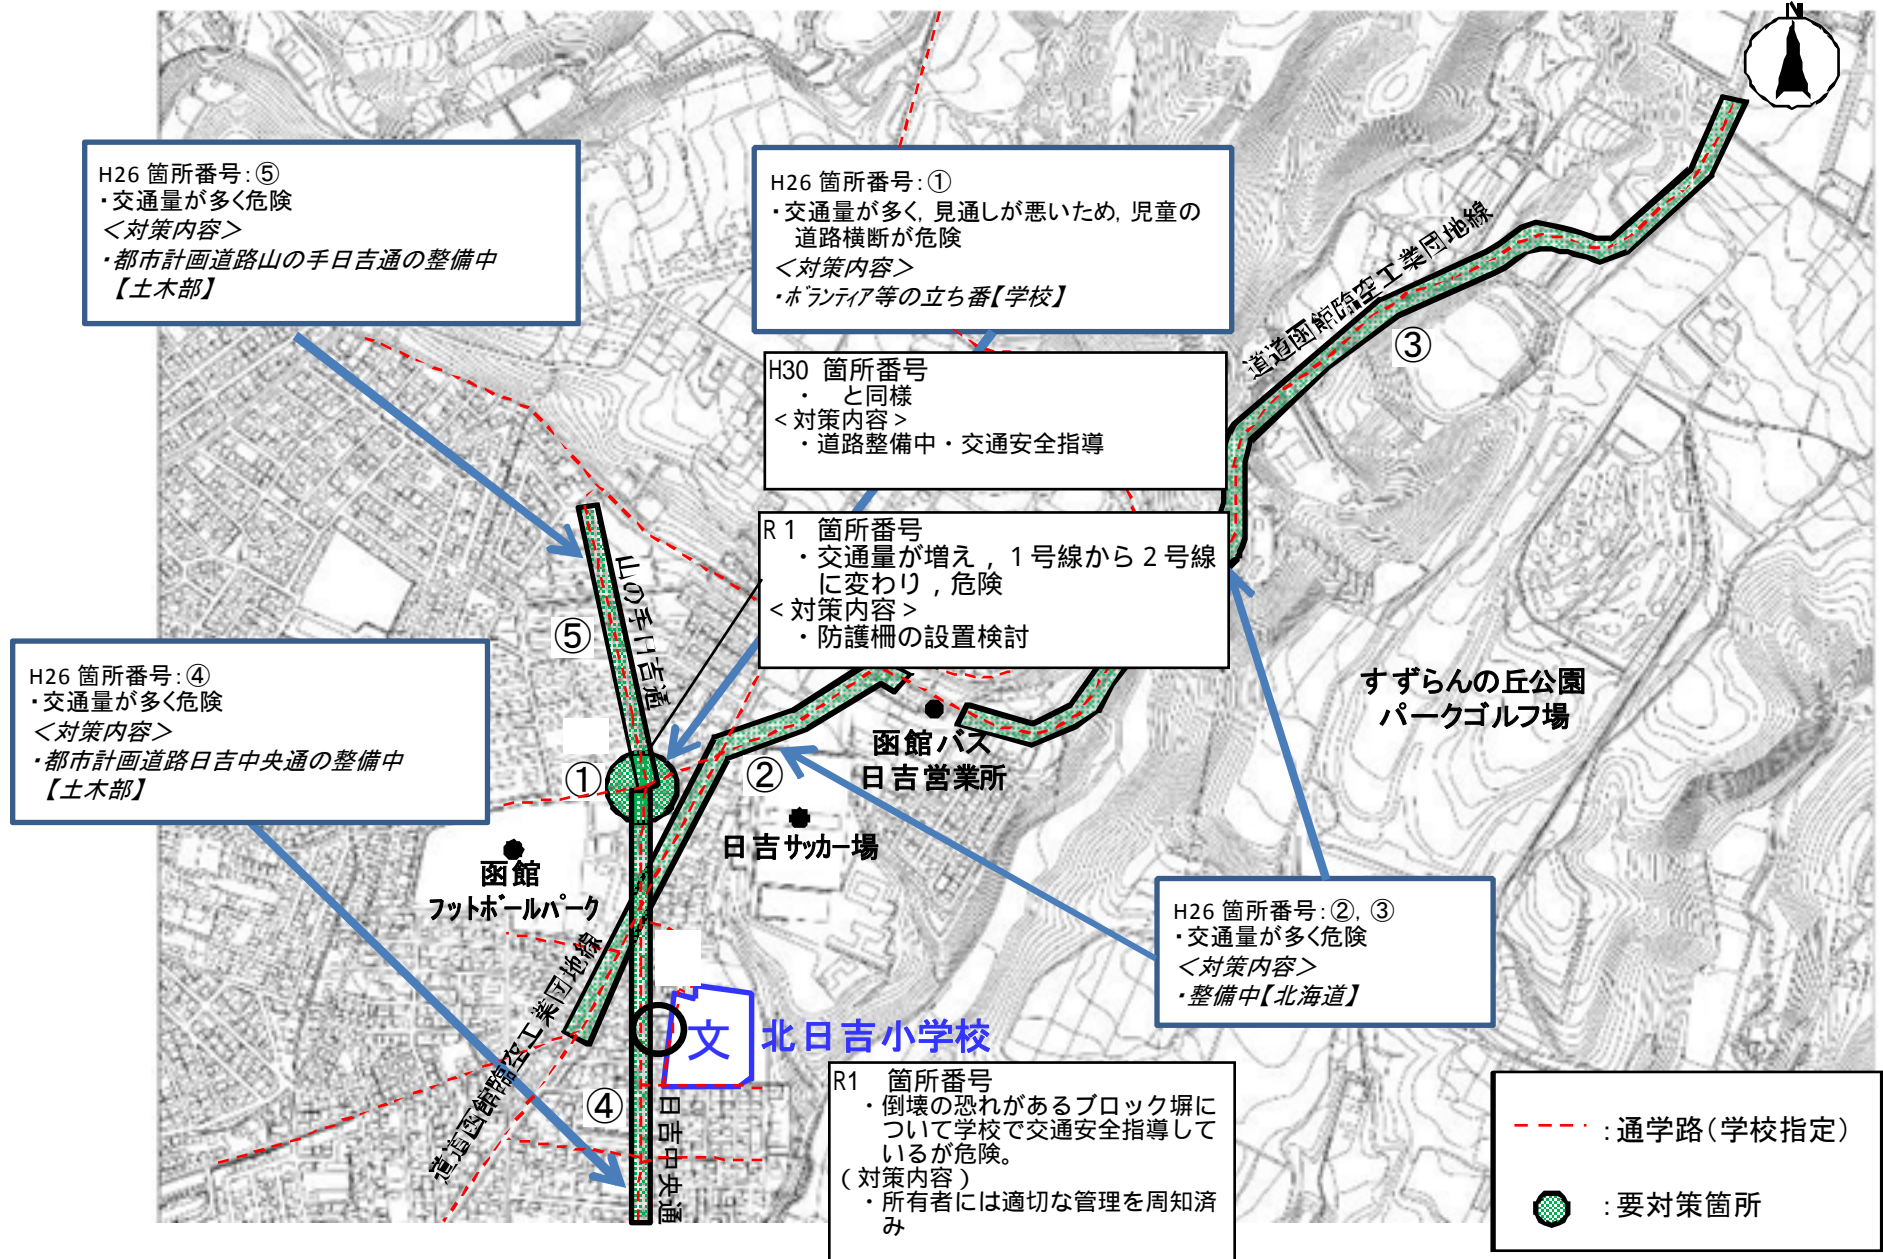 N
H26 箇所番号：⑤
・交通量が多く危険
＜対策内容＞
・都市計画道路山の手日吉通の整備中
【土木部】
H26 箇所番号：①
・交通量が多く，見通しが悪いため，児童の
道路横断が危険
＜対策内容＞
・ボランティア等の立ち番【学校】
H30 箇所番号
・　と同様
＜対策内容＞
・道路整備中・交通安全指導
R1 箇所番号
・交通量が増え，1号線から2号線
に変わり，危険
＜対策内容＞
・防護柵の設置検討
道道函館臨空工業団地線
③
山の手日吉通
⑤
H26 箇所番号：④
・交通量が多く危険
＜対策内容＞
・都市計画道路日吉中央通の整備中
【土木部】
①
②
函館バス
日吉営業所
日吉サッカー場
すずらんの丘公園
パークゴルフ場
函館
フットボールパーク
H26 箇所番号：②，③
・交通量が多く危険
＜対策内容＞
・整備中【北海道】
道道函館臨空工業団地線
文
北日吉小学校
④
日吉中央通
R1 箇所番号
・倒壊の恐れがあるブロック塀に
ついて学校で交通安全指導して
いるが危険。
(対策内容)
・所有者には適切な管理を周知済
み
：通学路（学校指定）
：要対策箇所